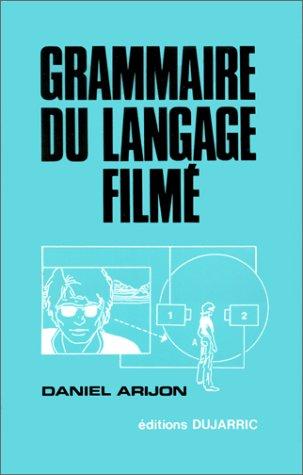 GRAMMAIRE
DU LANGAGE
FILMÉ
1
2
A
DANIEL ARIJON
éditions DUJARRIC